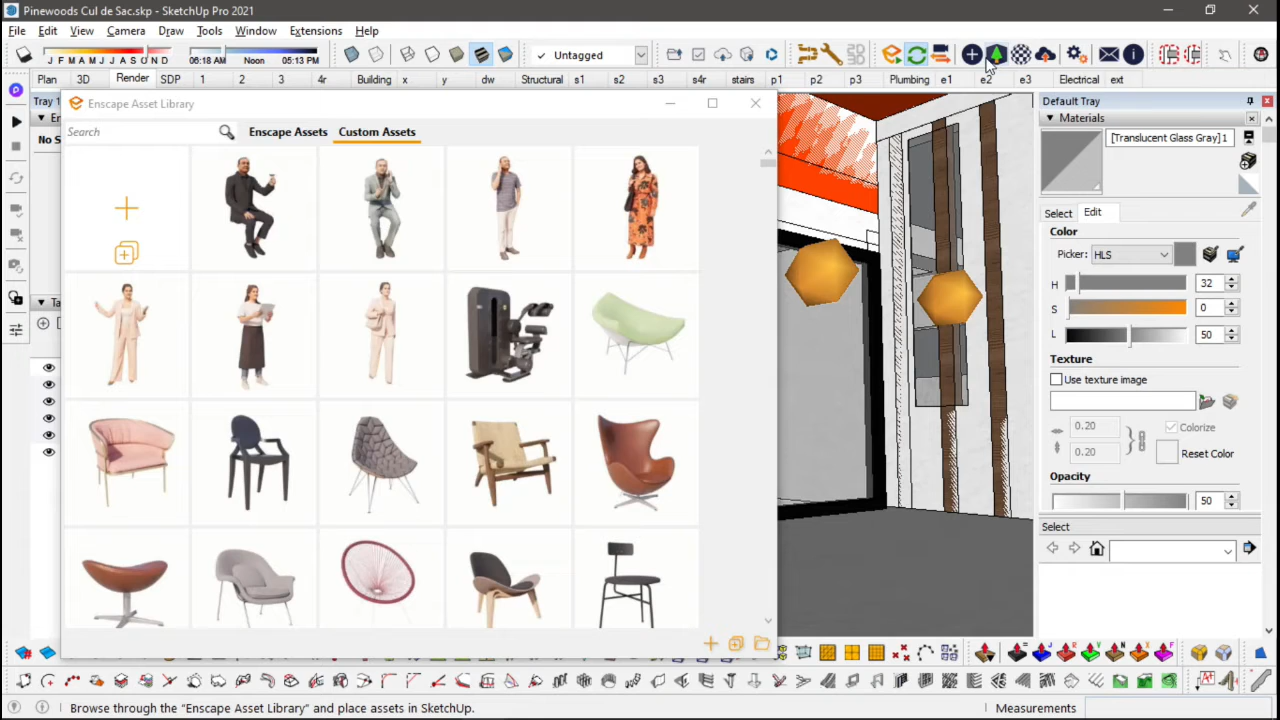 Pinewoods Cul de Sac.skp - SketchUp Pro 2021
File Edit View Camera Draw Tools Window Extensions Help
J F M A M J J A S O N D 06:18 AM Noon 05:13 PM Untagged
Plan 3D Render SDP 1 2 3 4r Building x y dw Structural s1 s2 s3 s4r stairs p1 p2 p3 Plumbing e1 e2 e3 Electrical ext
Tray 1
Enscape Asset Library
Default Tray
Materials
No S
Search
Enscape Assets
Custom Assets
[Translucent Glass Gray]1
Select Edit
Color
Picker: HLS
H 32
S 0
L 50
Texture
Use texture image
0.20
Colorize
0.20
Reset Color
Opacity
50
Select
Ta
Browse through the "Enscape Asset Library" and place assets in SketchUp.
Measurements